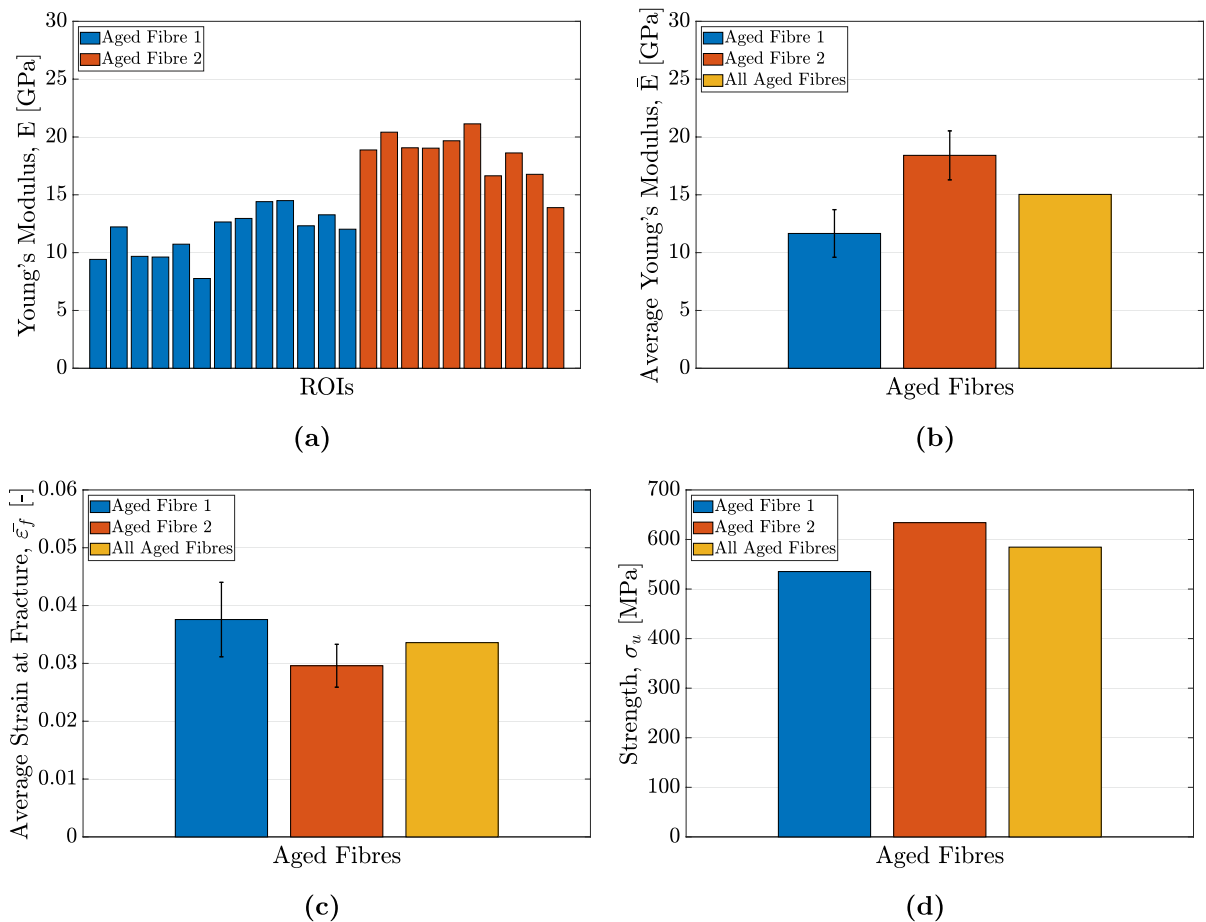 30
25
20
15
10
5
0
Young's Modulus, E [GPa]
Aged Fibre 1
Aged Fibre 2
ROIs
(a)
30
25
20
15
10
5
0
Average Young's Modulus, Ē [GPa]
Aged Fibre 1
Aged Fibre 2
All Aged Fibres
Aged Fibres
(b)
0.06
0.05
0.04
0.03
0.02
0.01
0
Average Strain at Fracture, ε̄_f [-]
Aged Fibre 1
Aged Fibre 2
All Aged Fibres
Aged Fibres
(c)
700
600
500
400
300
200
100
0
Strength, σ_u [MPa]
Aged Fibre 1
Aged Fibre 2
All Aged Fibres
Aged Fibres
(d)